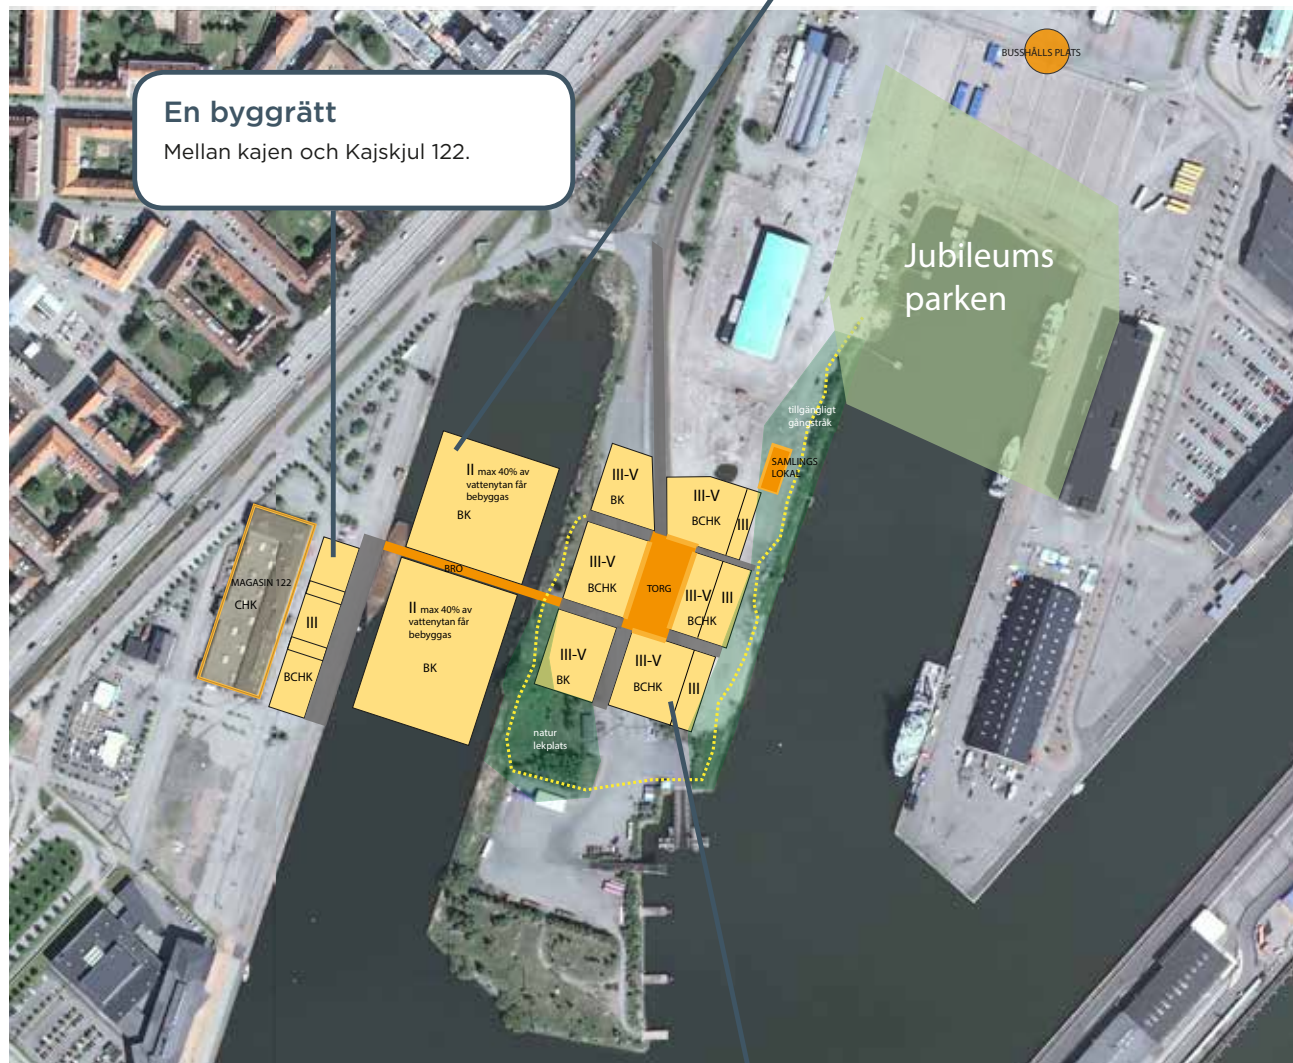 BUSSHÅLLS PLATS
En byggrätt
Mellan kajen och Kajskjul 122.
Jubileums
parken
tillgängligt
gångstråk
SAMLINGS
LOKAL
II max 40% av
vattenytan får
bebyggas
BK
III-V
BK
III-V
BCHK
III
MAGASIN 122
CHK
BRO
III-V
BCHK
TORG
III-V
BCHK
III
III
BCHK
II max 40% av
vattenytan får
bebyggas
BK
III-V
BK
III-V
BCHK
III
natur
lekplats